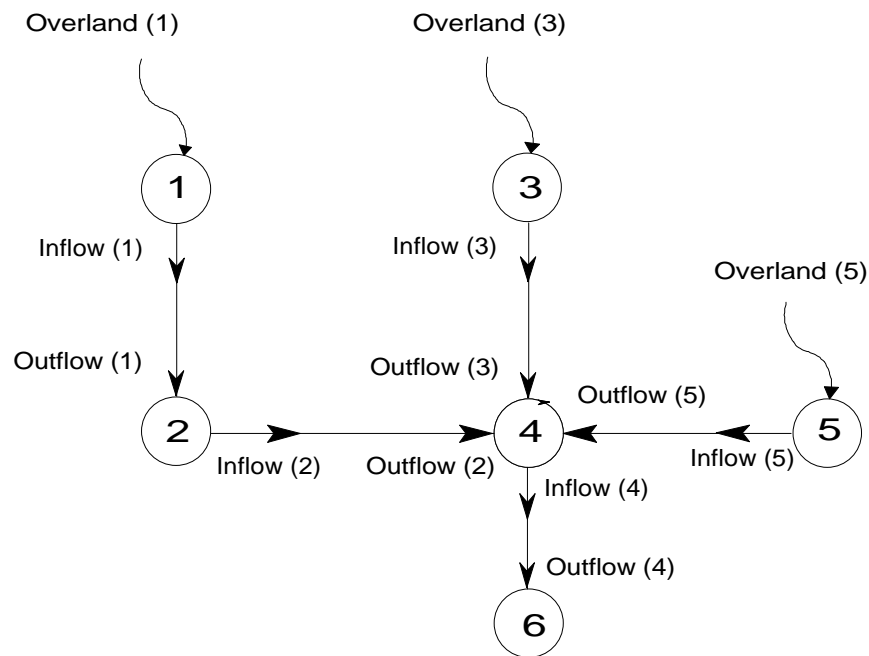 Overland (1)
Overland (3)
1
3
Inflow (1)
Inflow (3)
Overland (5)
Outflow (1)
Outflow (3)
Outflow (5)
2
4
5
Inflow (2)
Outflow (2)
Inflow (5)
Inflow (4)
Outflow (4)
6